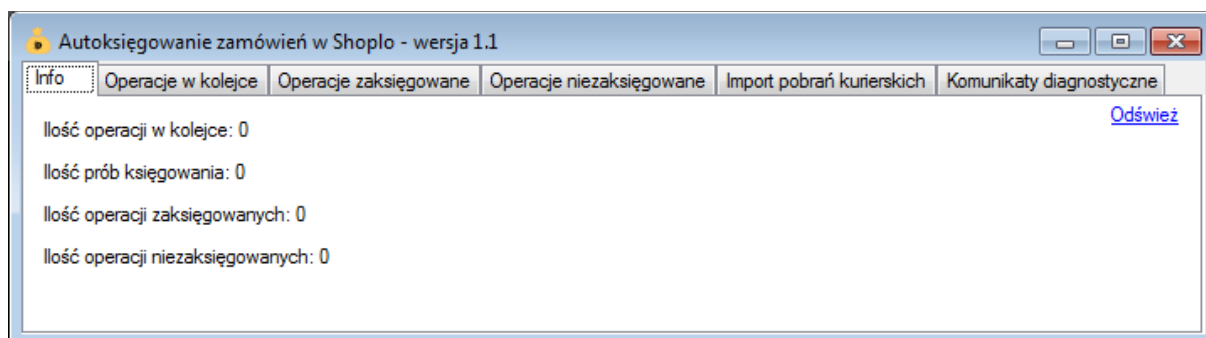 Autoksięgowanie zamówień w Shoplo - wersja 1.1
Info Operacje w kolejce Operacje zaksięgowane Operacje niezaksięgowane Import pobrań kurierskich Komunikaty diagnostyczne
Odśwież
Ilość operacji w kolejce: 0
Ilość prób księgowania: 0
Ilość operacji zaksięgowanych: 0
Ilość operacji niezaksięgowanych: 0